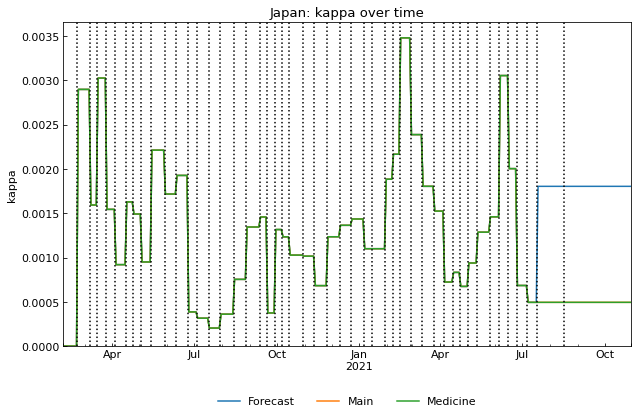 Japan: kappa over time
kappa
0.0035
0.0030
0.0025
0.0020
0.0015
0.0010
0.0005
0.0000
Apr Jul Oct Jan Apr Jul Oct
2021
Forecast Main Medicine